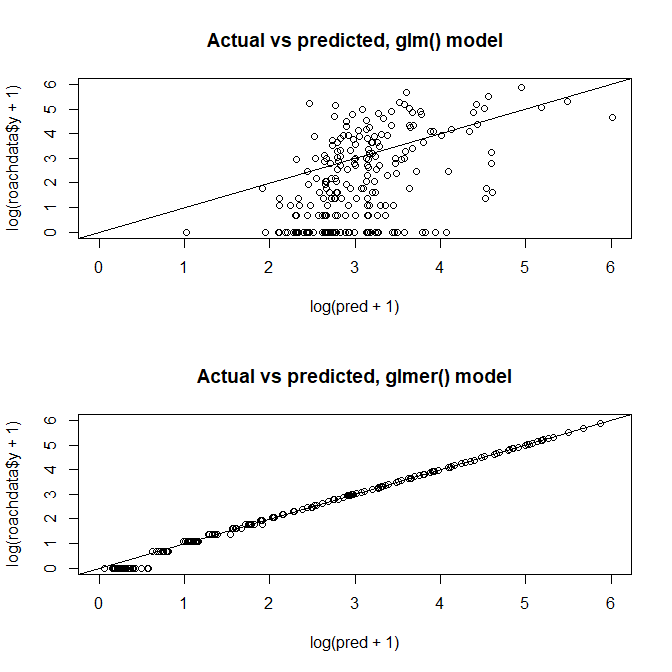 Actual vs predicted, glm() model
log(roachdata$y + 1)
0 1 2 3 4 5 6
0 1 2 3 4 5 6
log(pred + 1)
Actual vs predicted, glmer() model
log(roachdata$y + 1)
0 1 2 3 4 5 6
0 1 2 3 4 5 6
log(pred + 1)